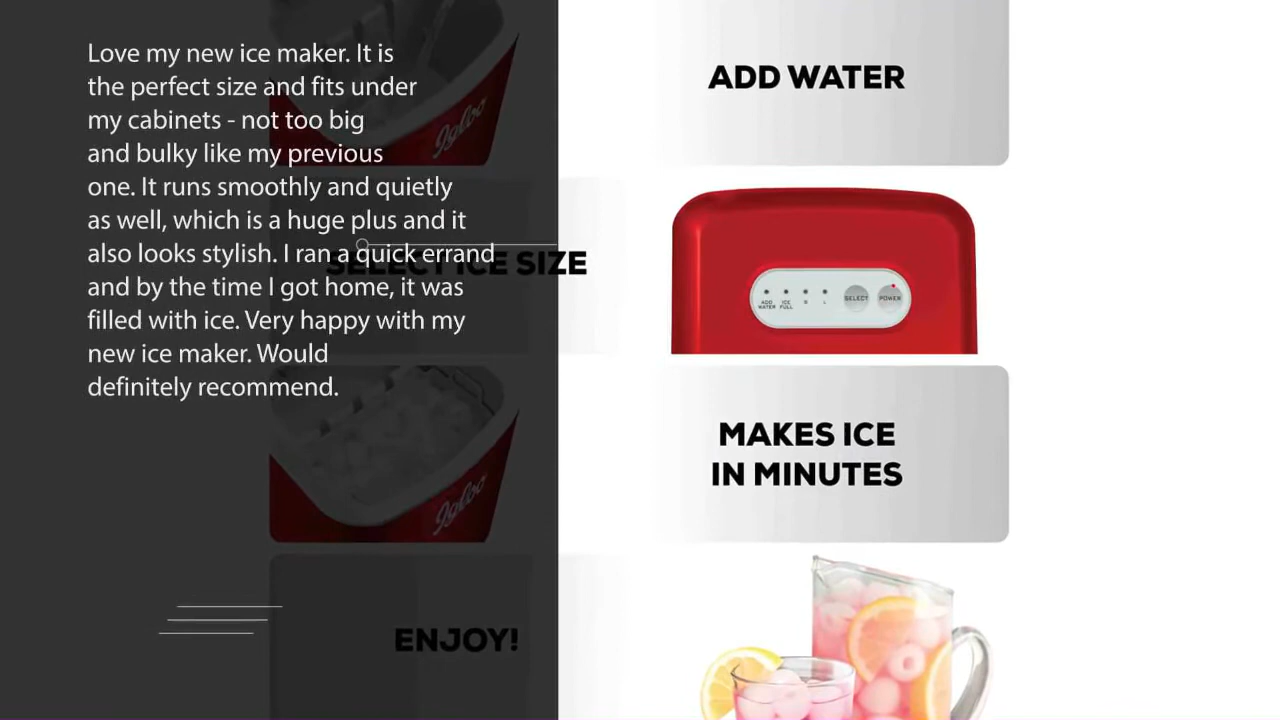 Love my new ice maker. It is
the perfect size and fits under
my cabinets - not too big
and bulky like my previous
one. It runs smoothly and quietly
as well, which is a huge plus and it
also looks stylish. I ran a quick errand
and by the time I got home, it was
filled with ice. Very happy with my
new ice maker. Would
definitely recommend.
Igloo
ADD WATER
SELECT ICE SIZE
ADD
WATER
ICE
FULL
S
L
SELECT
POWER
Igloo
MAKES ICE
IN MINUTES
ENJOY!